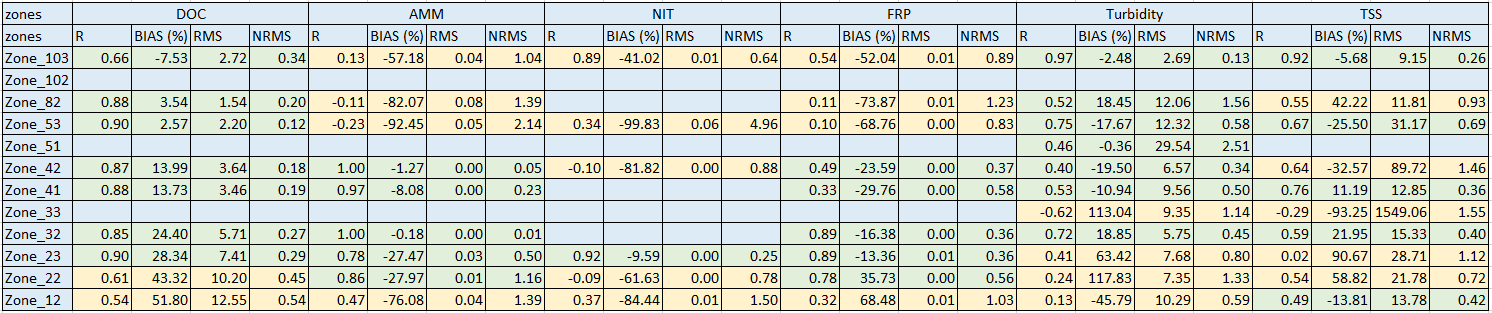 zones DOC AMM NIT FRP Turbidity TSS
zones R BIAS (%) RMS NRMS R BIAS (%) RMS NRMS R BIAS (%) RMS NRMS R BIAS (%) RMS NRMS R BIAS (%) RMS NRMS R BIAS (%) RMS NRMS
Zone_103 0.66 -7.53 2.72 0.34 0.13 -57.18 0.04 1.04 0.89 -41.02 0.01 0.64 0.54 -52.04 0.01 0.89 0.97 -2.48 2.69 0.13 0.92 -5.68 9.15 0.26
Zone_102
Zone_82 0.88 3.54 1.54 0.20 -0.11 -82.07 0.08 1.39 0.11 -73.87 0.01 1.23 0.52 18.45 12.06 1.56 0.55 42.22 11.81 0.93
Zone_53 0.90 2.57 2.20 0.12 -0.23 -92.45 0.05 2.14 0.34 -99.83 0.06 4.96 0.10 -68.76 0.00 0.83 0.75 -17.67 12.32 0.58 0.67 -25.50 31.17 0.69
Zone_51 0.46 -0.36 29.54 2.51
Zone_42 0.87 13.99 3.64 0.18 1.00 -1.27 0.00 0.05 -0.10 -81.82 0.00 0.88 0.49 -23.59 0.00 0.37 0.40 -19.50 6.57 0.34 0.64 -32.57 89.72 1.46
Zone_41 0.88 13.73 3.46 0.19 0.97 -8.08 0.00 0.23 0.33 -29.76 0.00 0.58 0.53 -10.94 9.56 0.50 0.76 11.19 12.85 0.36
Zone_33 -0.62 113.04 9.35 1.14 -0.29 -93.25 1549.06 1.55
Zone_32 0.85 24.40 5.71 0.27 1.00 -0.18 0.00 0.01 0.89 -16.38 0.00 0.36 0.72 18.85 5.75 0.45 0.59 21.95 15.33 0.40
Zone_23 0.90 28.34 7.41 0.29 0.78 -27.47 0.03 0.50 0.92 -9.59 0.00 0.25 0.89 -13.36 0.01 0.36 0.41 63.42 7.68 0.80 0.02 90.67 28.71 1.12
Zone_22 0.61 43.32 10.20 0.45 0.86 -27.97 0.01 1.16 -0.09 -61.63 0.00 0.78 0.78 35.73 0.00 0.56 0.24 117.83 7.35 1.33 0.54 58.82 21.78 0.72
Zone_12 0.54 51.80 12.55 0.54 0.47 -76.08 0.04 1.39 0.37 -84.44 0.01 1.50 0.32 68.48 0.01 1.03 0.13 -45.79 10.29 0.59 0.49 -13.81 13.78 0.42